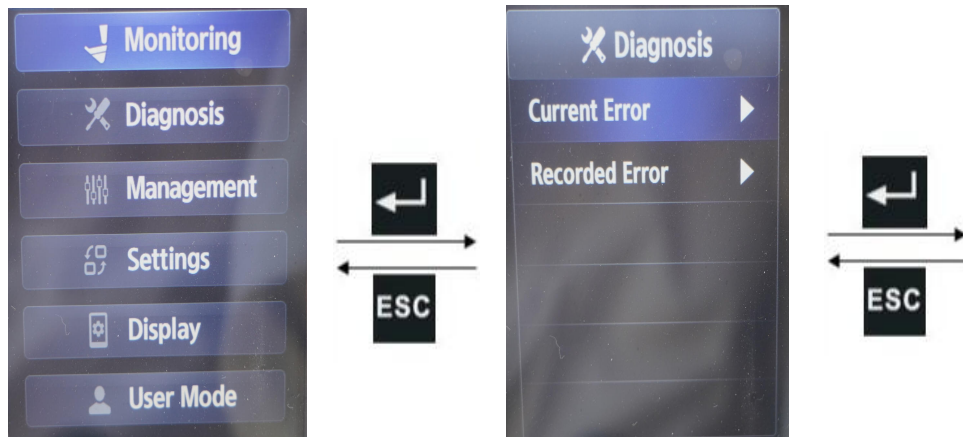 Monitoring
Diagnosis
Management
Settings
Display
User Mode
ESC
Diagnosis
Current Error
Recorded Error
ESC